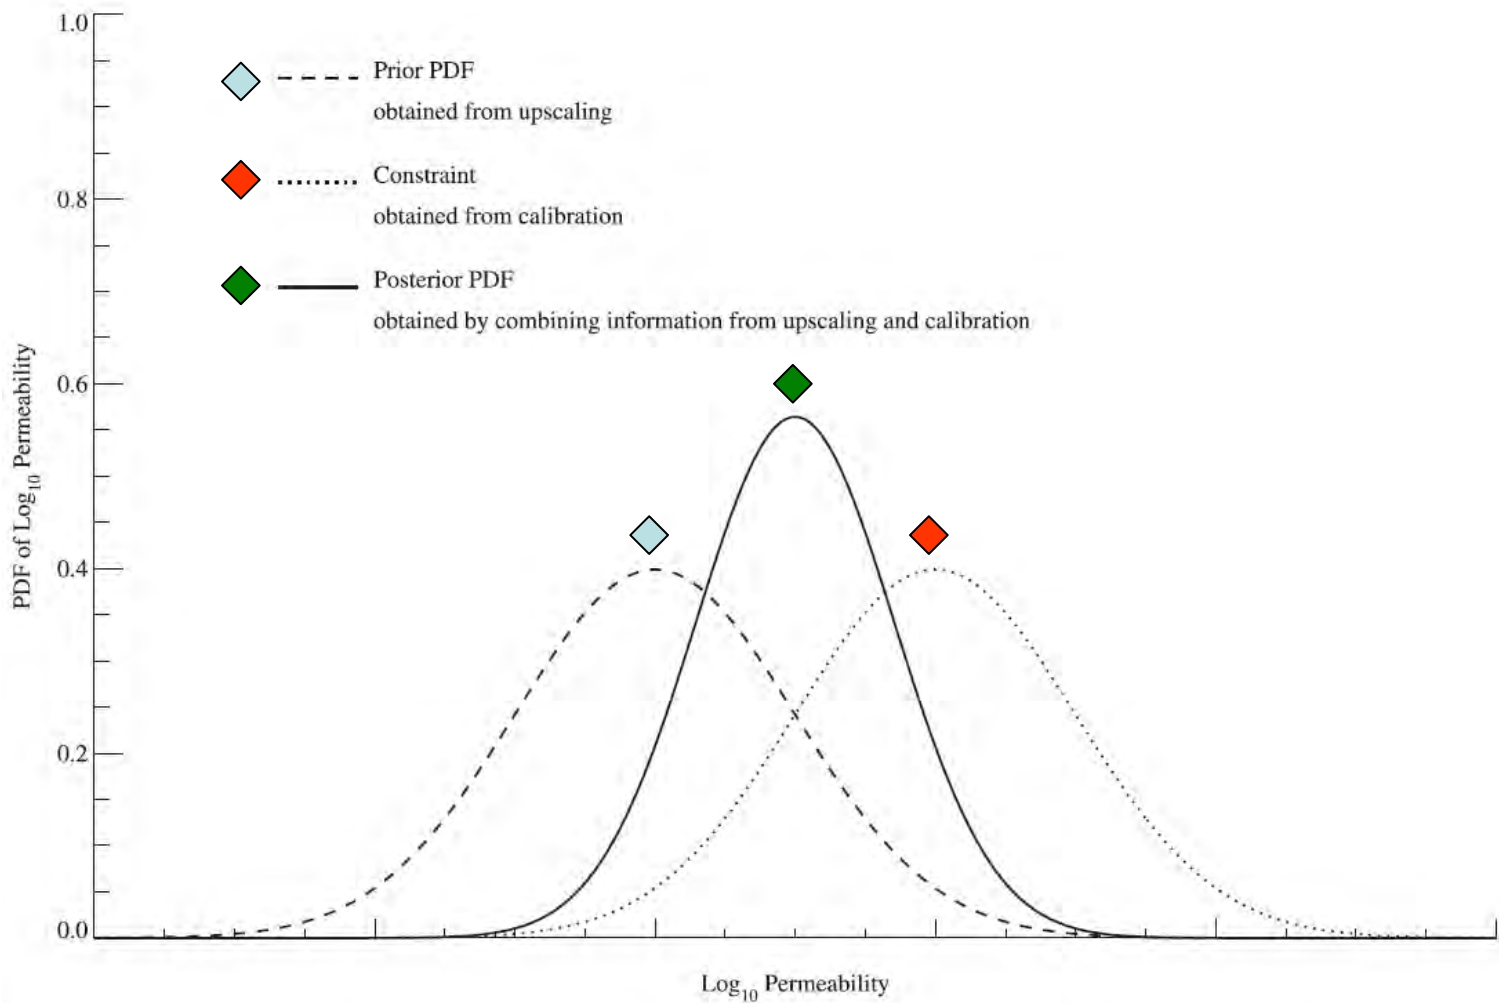 1.0
Prior PDF
obtained from upscaling
Constraint
obtained from calibration
0.8
Posterior PDF
obtained by combining information from upscaling and calibration
0.6
PDF of Log10 Permeability
0.4
0.2
0.0
Log10 Permeability